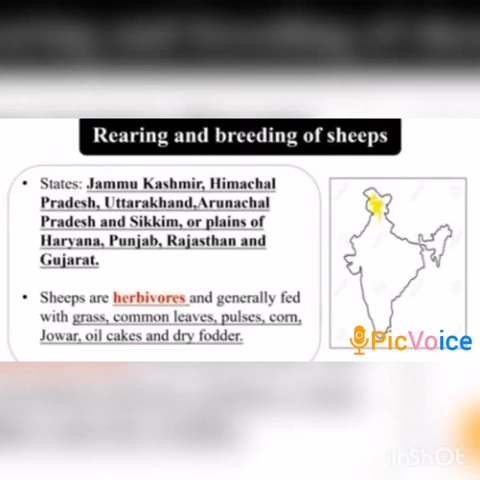 Rearing and breeding of sheeps
• States: Jammu Kashmir, Himachal
Pradesh, Uttarakhand,Arunachal
Pradesh and Sikkim, or plains of
Haryana, Punjab, Rajasthan and
Gujarat.
• Sheeps are herbivores and generally fed
with grass, common leaves, pulses, corn,
Jowar, oil cakes and dry fodder.
PicVoice
InShOt